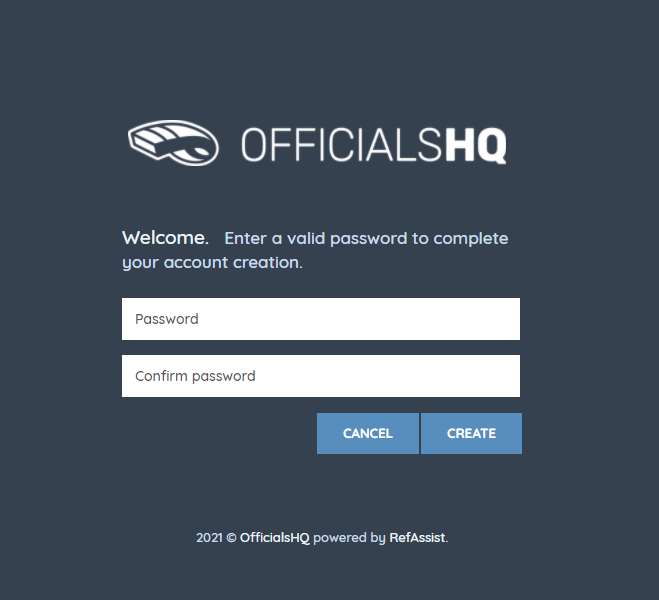 OFFICIALSHQ
Welcome. Enter a valid password to complete
your account creation.
Password
Confirm password
CANCEL CREATE
2021 © OfficialsHQ powered by RefAssist.